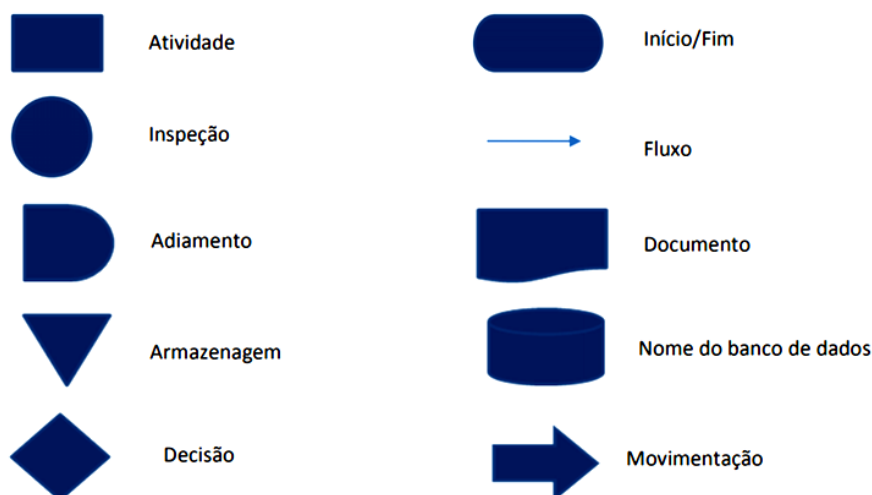 Atividade
Início/Fim
Inspeção
Fluxo
Adiamento
Documento
Armazenagem
Nome do banco de dados
Decisão
Movimentação